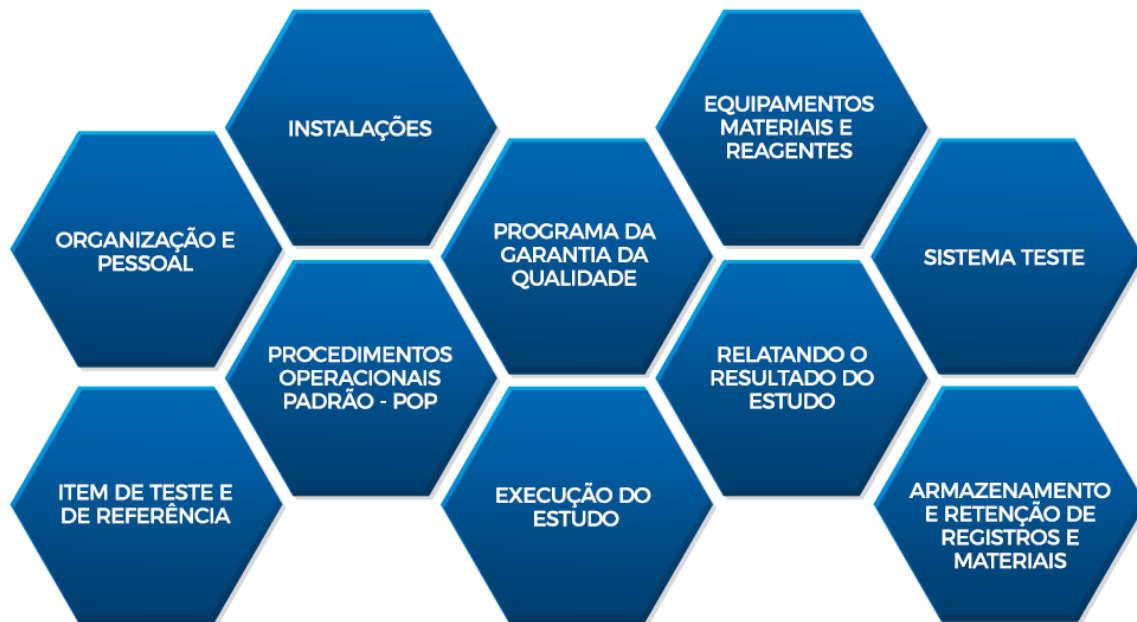 INSTALAÇÕES
EQUIPAMENTOS
MATERIAIS E
REAGENTES
ORGANIZAÇÃO E
PESSOAL
PROGRAMA DA
GARANTIA DA
QUALIDADE
SISTEMA TESTE
PROCEDIMENTOS
OPERACIONAIS
PADRÃO - POP
RELATANDO O
RESULTADO DO
ESTUDO
ITEM DE TESTE E
DE REFERÊNCIA
EXECUÇÃO DO
ESTUDO
ARMAZENAMENTO
E RETENÇÃO DE
REGISTROS E
MATERIAIS